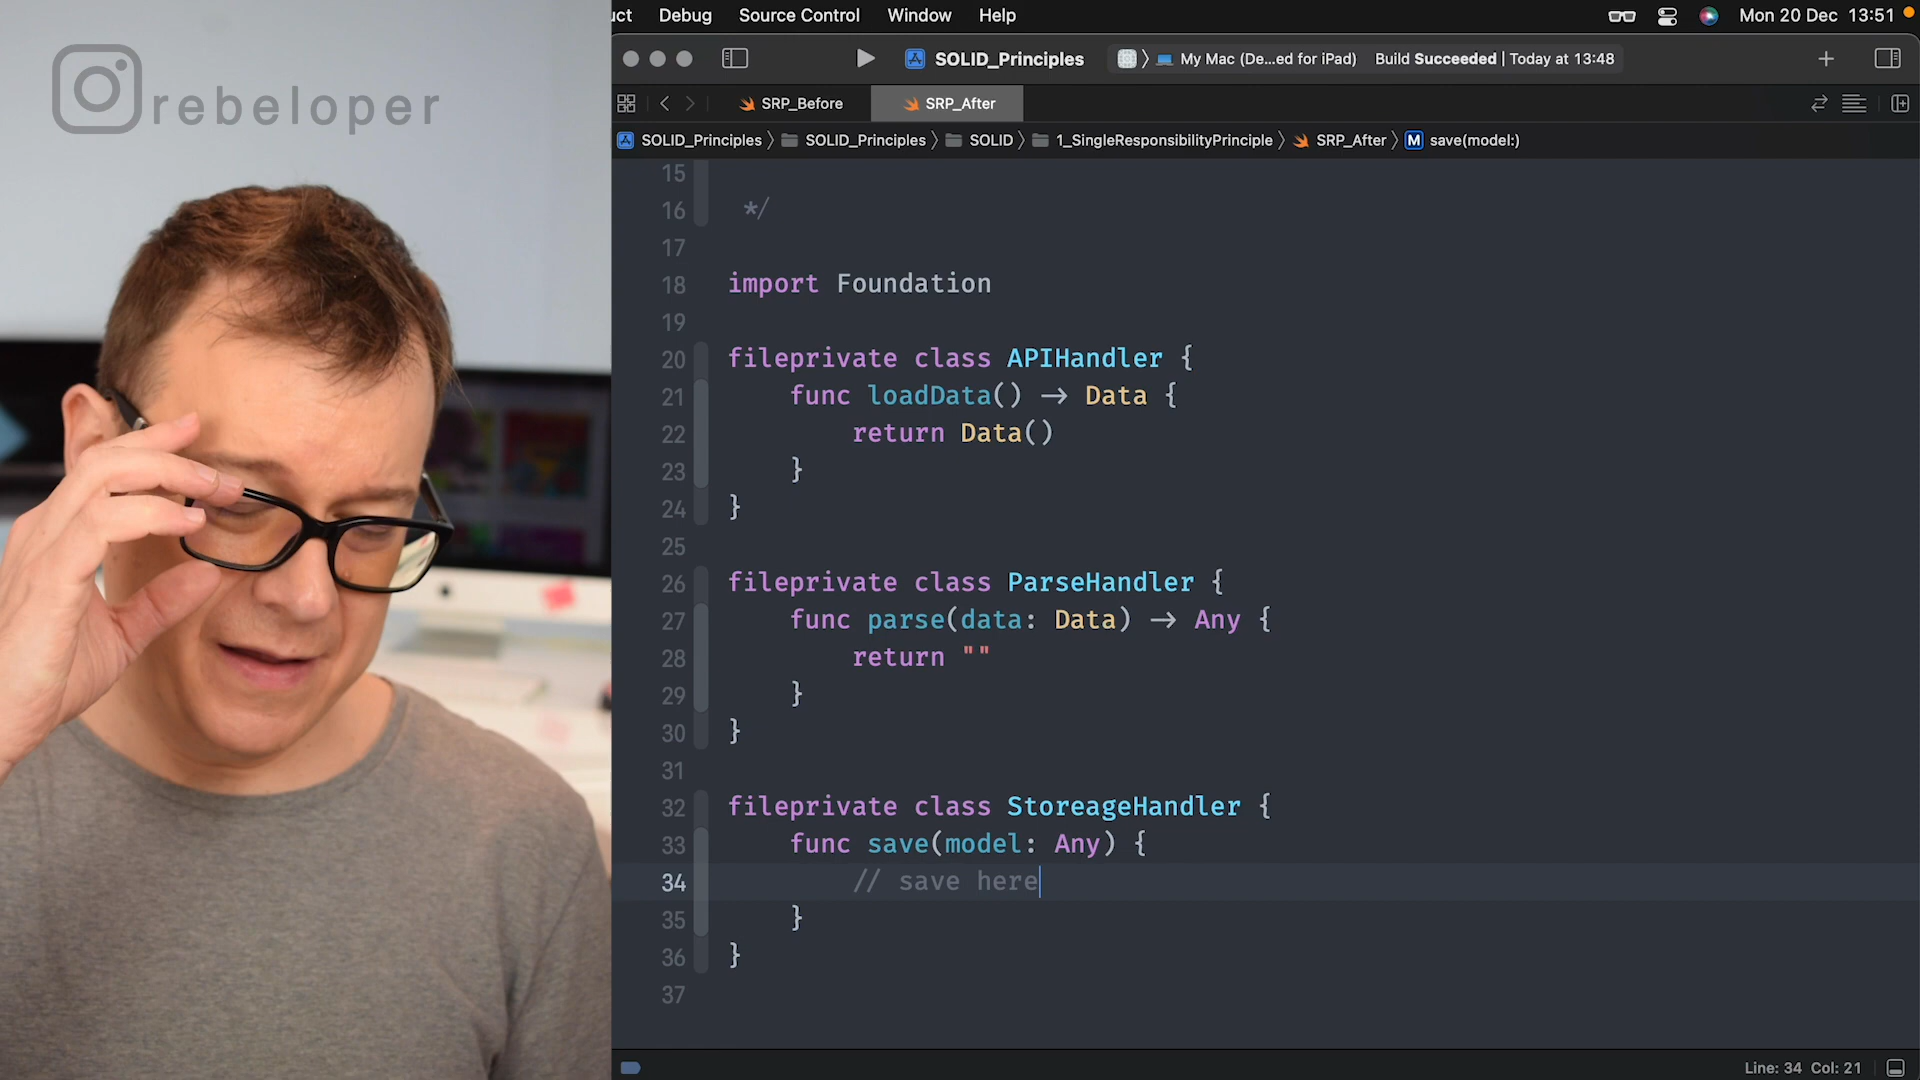 rebeloper
uct Debug Source Control Window Help Mon 20 Dec 13:51
SOLID_Principles My Mac (De...ed for iPad) Build Succeeded | Today at 13:48
SRP_Before SRP_After
SOLID_Principles SOLID_Principles SOLID 1_SingleResponsibilityPrinciple SRP_After M save(model:)
15
16 */
17
18 import Foundation
19
20 fileprivate class APIHandler {
21 func loadData() → Data {
22 return Data()
23 }
24 }
25
26 fileprivate class ParseHandler {
27 func parse(data: Data) → Any {
28 return ""
29 }
30 }
31
32 fileprivate class StoreageHandler {
33 func save(model: Any) {
34 // save here
35 }
36 }
37
Line: 34 Col: 21